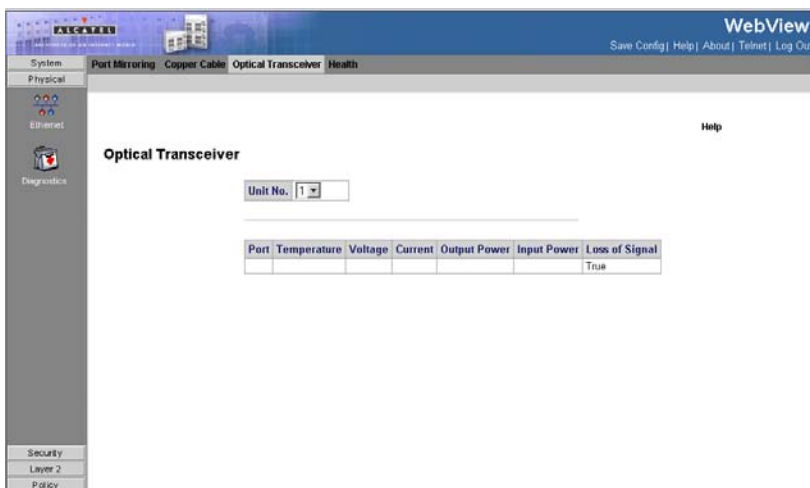 ALCATEL
WebView
Save Config | Help | About | Telnet | Log Out
System
Physical
Port Mirroring Copper Cable Optical Transceiver Health
Ethernet
Diagnostics
Help
Optical Transceiver
Unit No. 1
Port Temperature Voltage Current Output Power Input Power Loss of Signal
True
Security
Layer 2
Policy